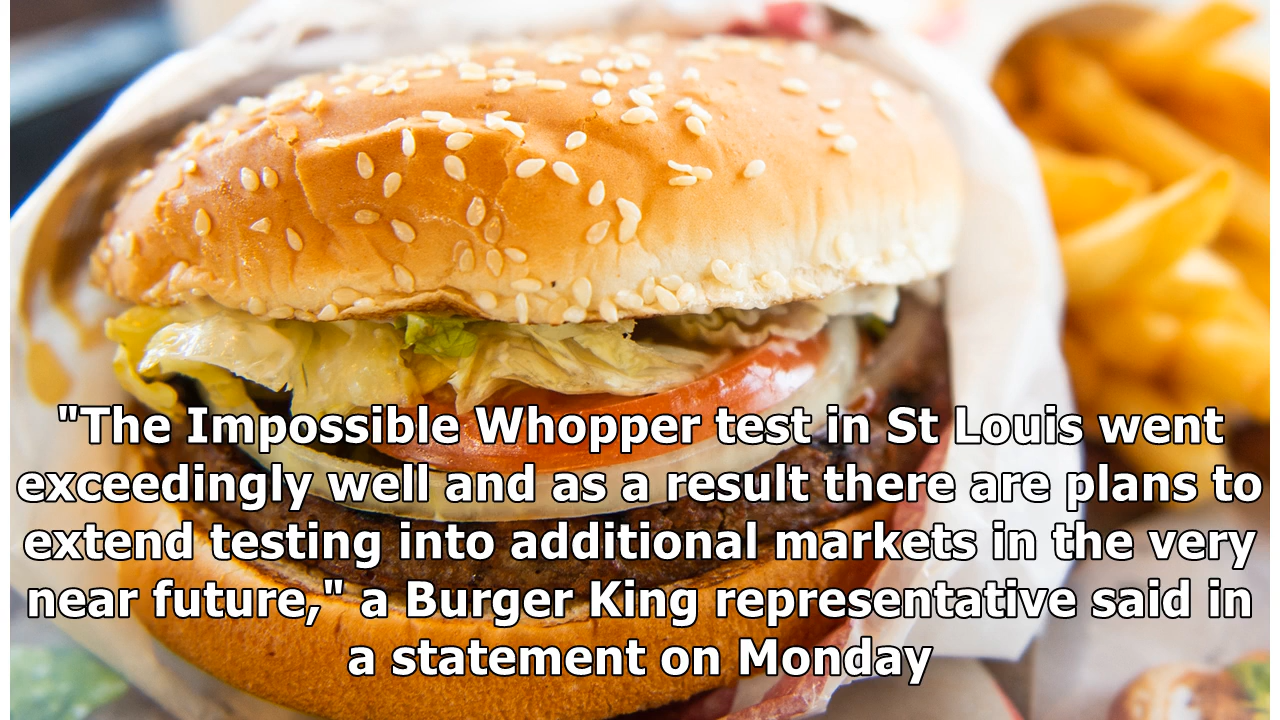 "The Impossible Whopper test in St Louis went
exceedingly well and as a result there are plans to
extend testing into additional markets in the very
near future," a Burger King representative said in
a statement on Monday